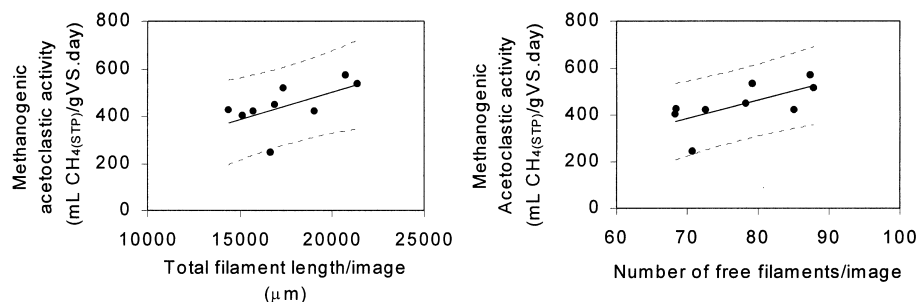 Methanogenic
acetoclastic activity
(mL CH4(STP)/gVS.day)
800
600
400
200
0
10000 15000 20000 25000
Total filament length/image
(μm)
Methanogenic
Acetoclastic activity
(mL CH4(STP)/gVS.day)
800
600
400
200
0
60 70 80 90 100
Number of free filaments/image